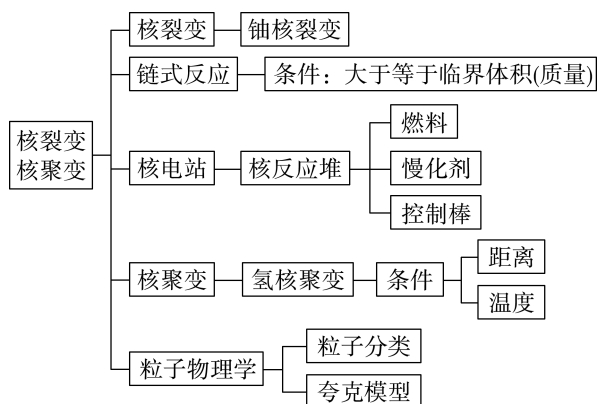 核裂变
核聚变
核裂变
铀核裂变
链式反应
条件：大于等于临界体积(质量)
核电站
核反应堆
燃料
慢化剂
控制棒
核聚变
氢核聚变
条件
距离
温度
粒子物理学
粒子分类
夸克模型